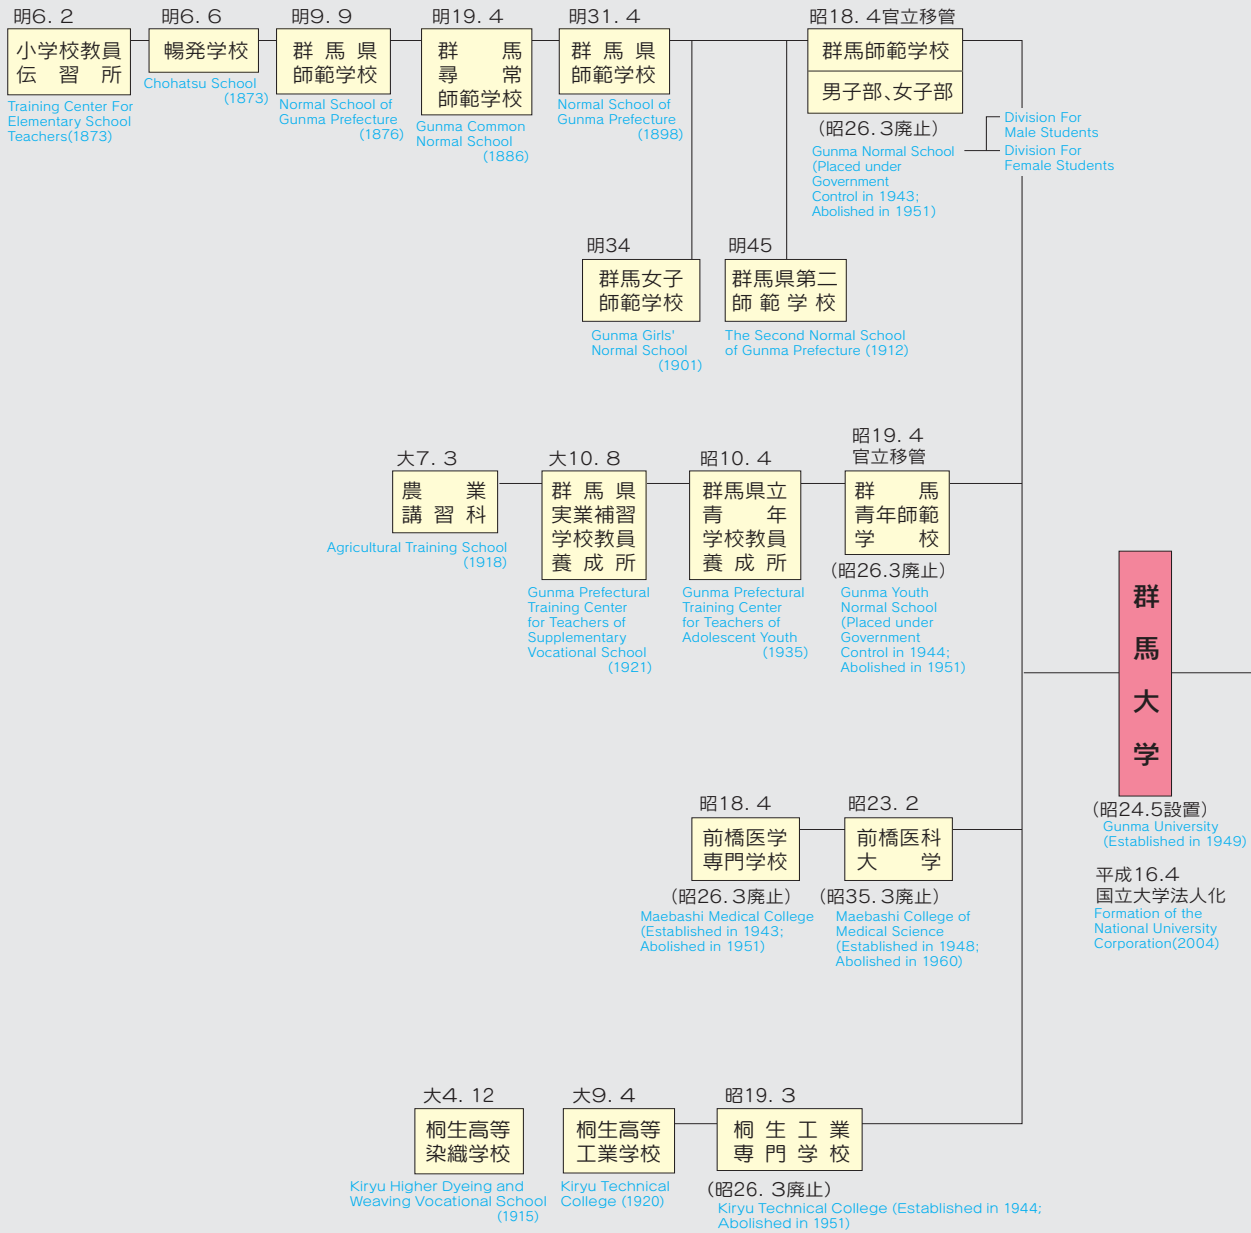 明6. 2
小学校教員
伝習所
Training Center For
Elementary School
Teachers(1873)
明6. 6
暢発学校
Chohatsu School
(1873)
明9. 9
群馬県
師範学校
Normal School of
Gunma Prefecture
(1876)
明19. 4
群馬
尋常
師範学校
Gunma Common
Normal School
(1886)
明31. 4
群馬県
師範学校
Normal School of
Gunma Prefecture
(1898)
昭18. 4官立移管
群馬師範学校
男子部、女子部
(昭26.3廃止)
Gunma Normal School
(Placed under
Government
Control in 1943;
Abolished in 1951)
Division For
Male Students
Division For
Female Students
明34
群馬女子
師範学校
Gunma Girls'
Normal School
(1901)
明45
群馬県第二
師範学校
The Second Normal School
of Gunma Prefecture (1912)
大7. 3
農業
講習科
Agricultural Training School
(1918)
大10. 8
群馬県
実業補習
学校教員
養成所
Gunma Prefectural
Training Center
for Teachers of
Supplementary
Vocational School
(1921)
昭10. 4
群馬県立
青年
学校教員
養成所
Gunma Prefectural
Training Center
for Teachers of
Adolescent Youth
(1935)
昭19. 4
官立移管
群馬
青年師範
学校
(昭26.3廃止)
Gunma Youth
Normal School
(Placed under
Government
Control in 1944;
Abolished in 1951)
群馬大学
(昭24.5設置)
Gunma University
(Established in 1949)
平成16.4
国立大学法人化
Formation of the
National University
Corporation(2004)
昭18. 4
前橋医学
専門学校
(昭26.3廃止)
Maebashi Medical College
(Established in 1943;
Abolished in 1951)
昭23. 2
前橋医科
大学
(昭35.3廃止)
Maebashi College of
Medical Science
(Established in 1948;
Abolished in 1960)
大4. 12
桐生高等
染織学校
Kiryu Higher Dyeing and
Weaving Vocational School
(1915)
大9. 4
桐生高等
工業学校
Kiryu Technical
College (1920)
昭19. 3
桐生工業
専門学校
(昭26. 3廃止)
Kiryu Technical College (Established in 1944;
Abolished in 1951)